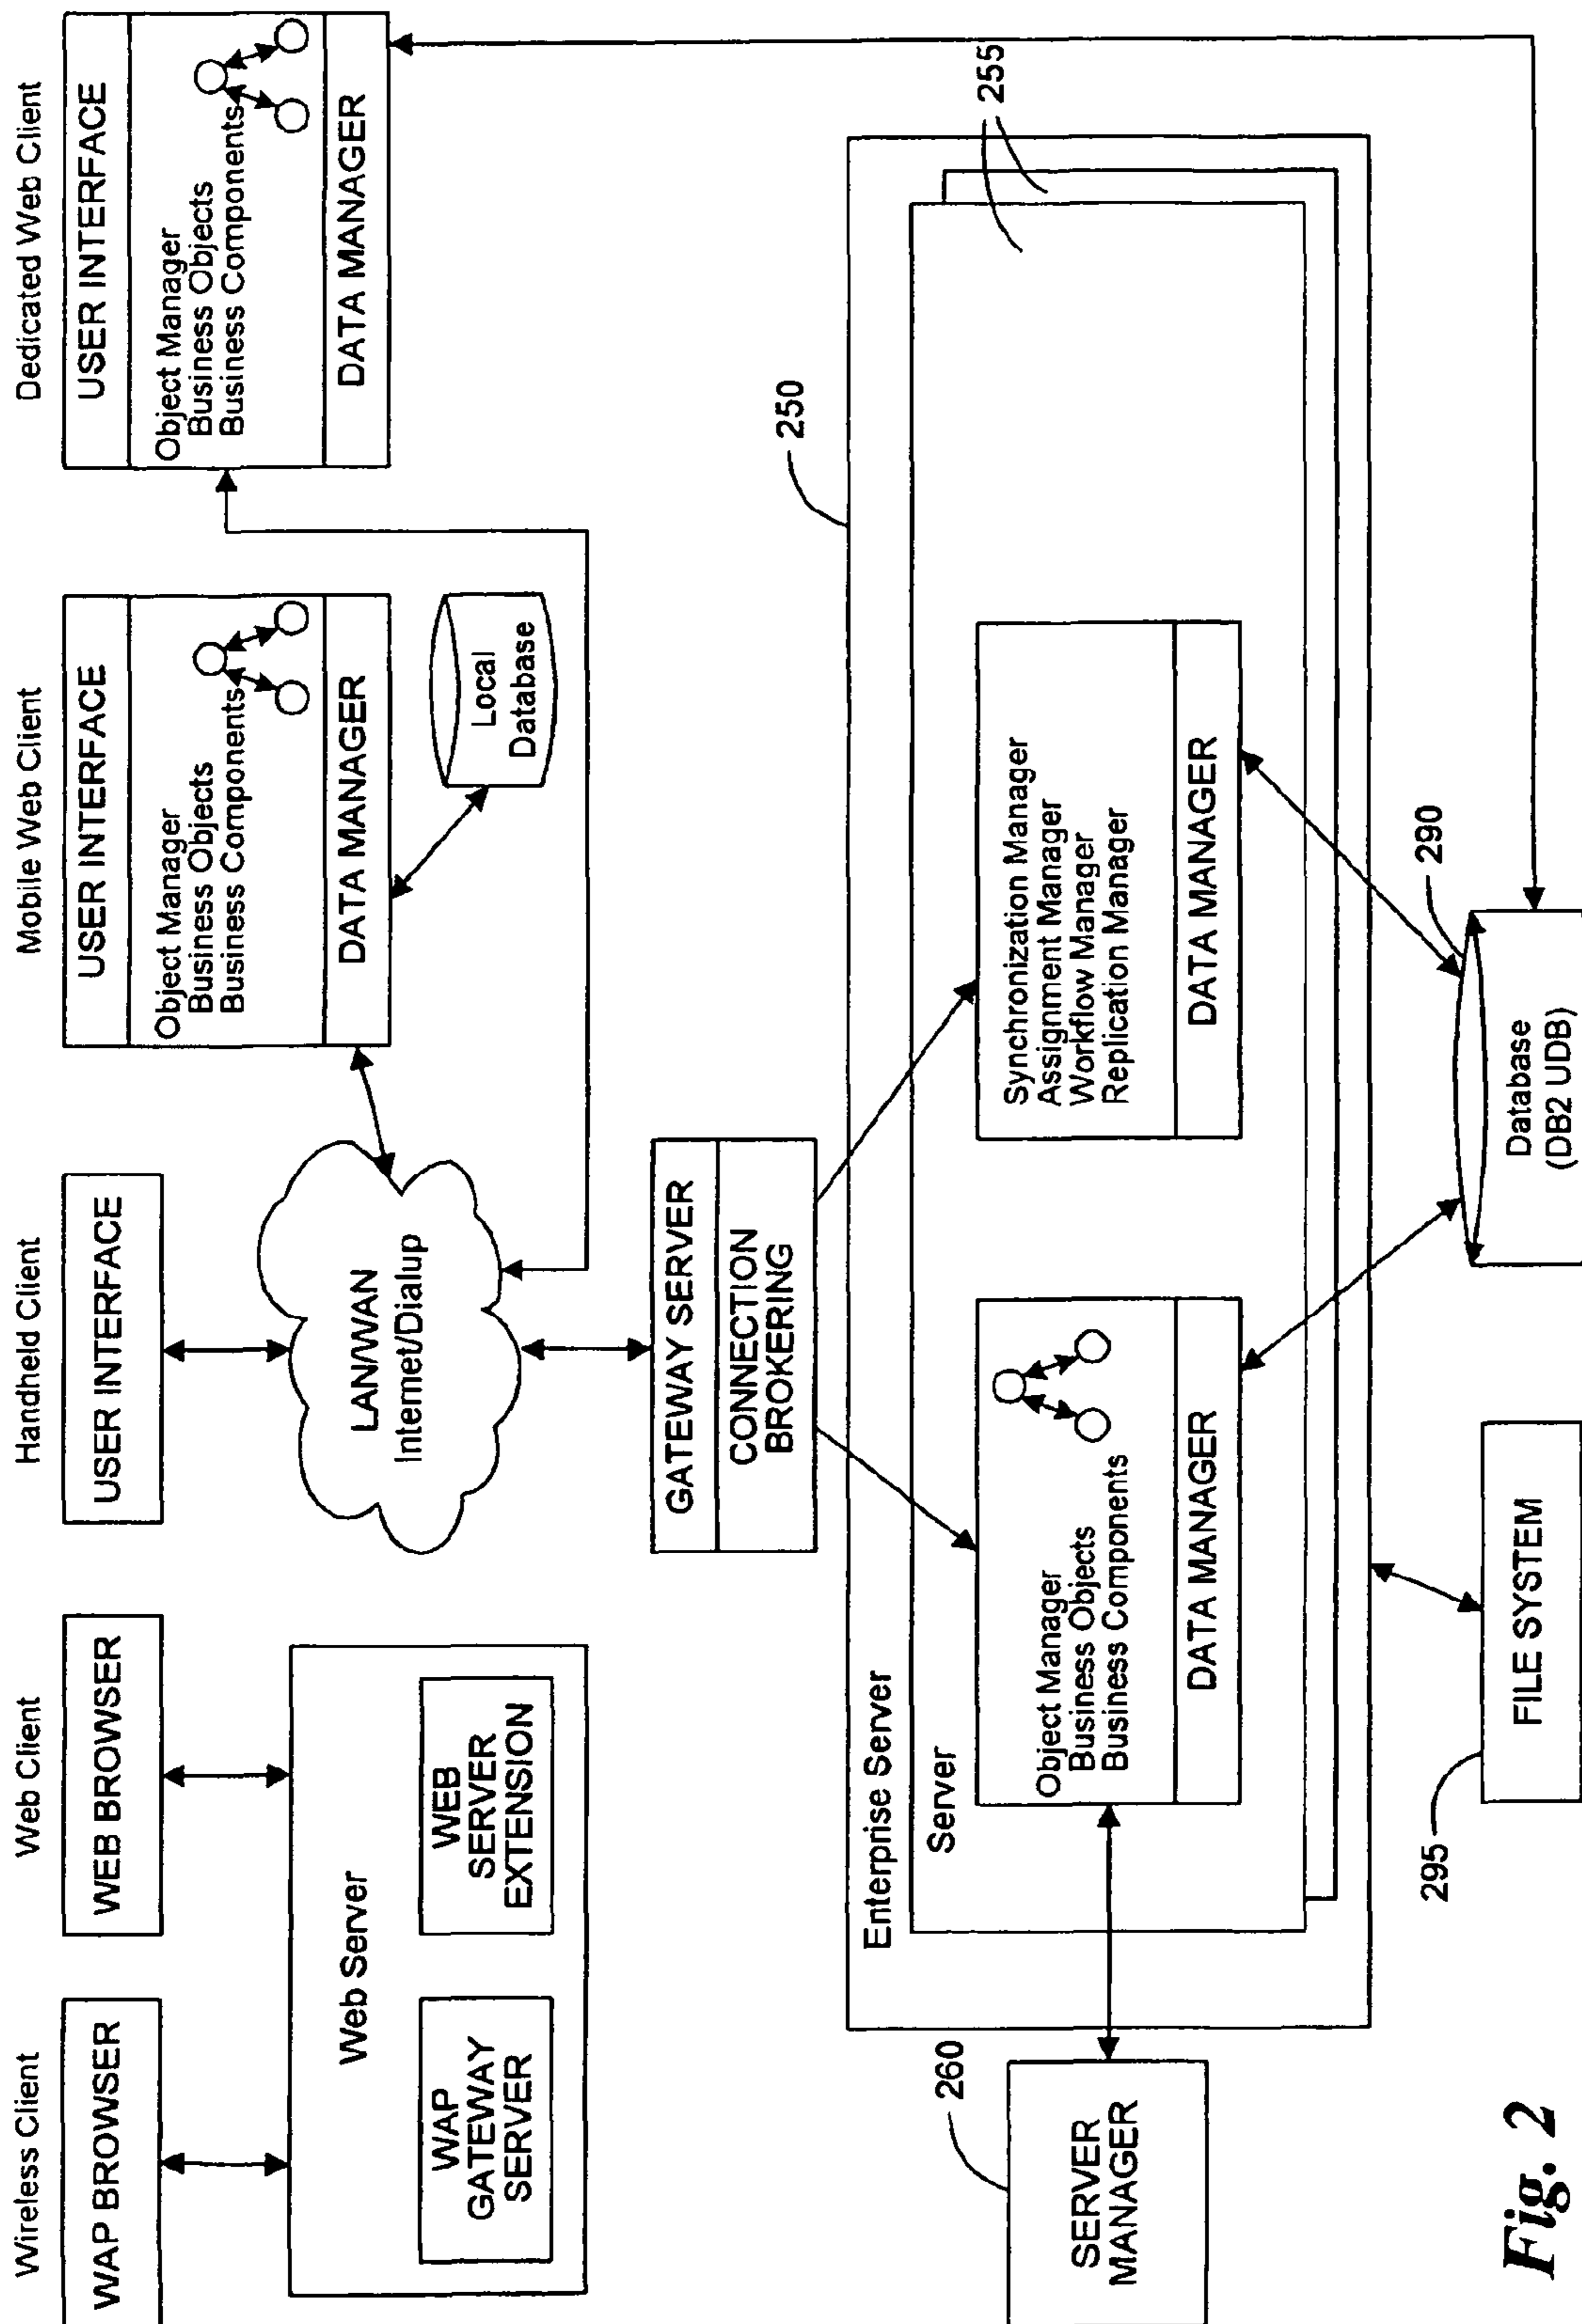 Wireless Client
Web Client
Handheld Client
Mobile Web Client
Dedicated Web Client
WAP BROWSER
WEB BROWSER
USER INTERFACE
USER INTERFACE
Object Manager
Business Objects
Business Components
DATA MANAGER
USER INTERFACE
Object Manager
Business Objects
Business Components
DATA MANAGER
Web Server
WAP
GATEWAY
SERVER
WEB
SERVER
EXTENSION
LAN/WAN
Internet/Dialup
Local
Database
GATEWAY SERVER
CONNECTION
BROKERING
250
Enterprise Server
Server
255
260
SERVER
MANAGER
Object Manager
Business Objects
Business Components
DATA MANAGER
Synchronization Manager
Assignment Manager
Workflow Manager
Replication Manager
DATA MANAGER
295
FILE SYSTEM
290
Database
(DB2 UDB)
Fig. 2